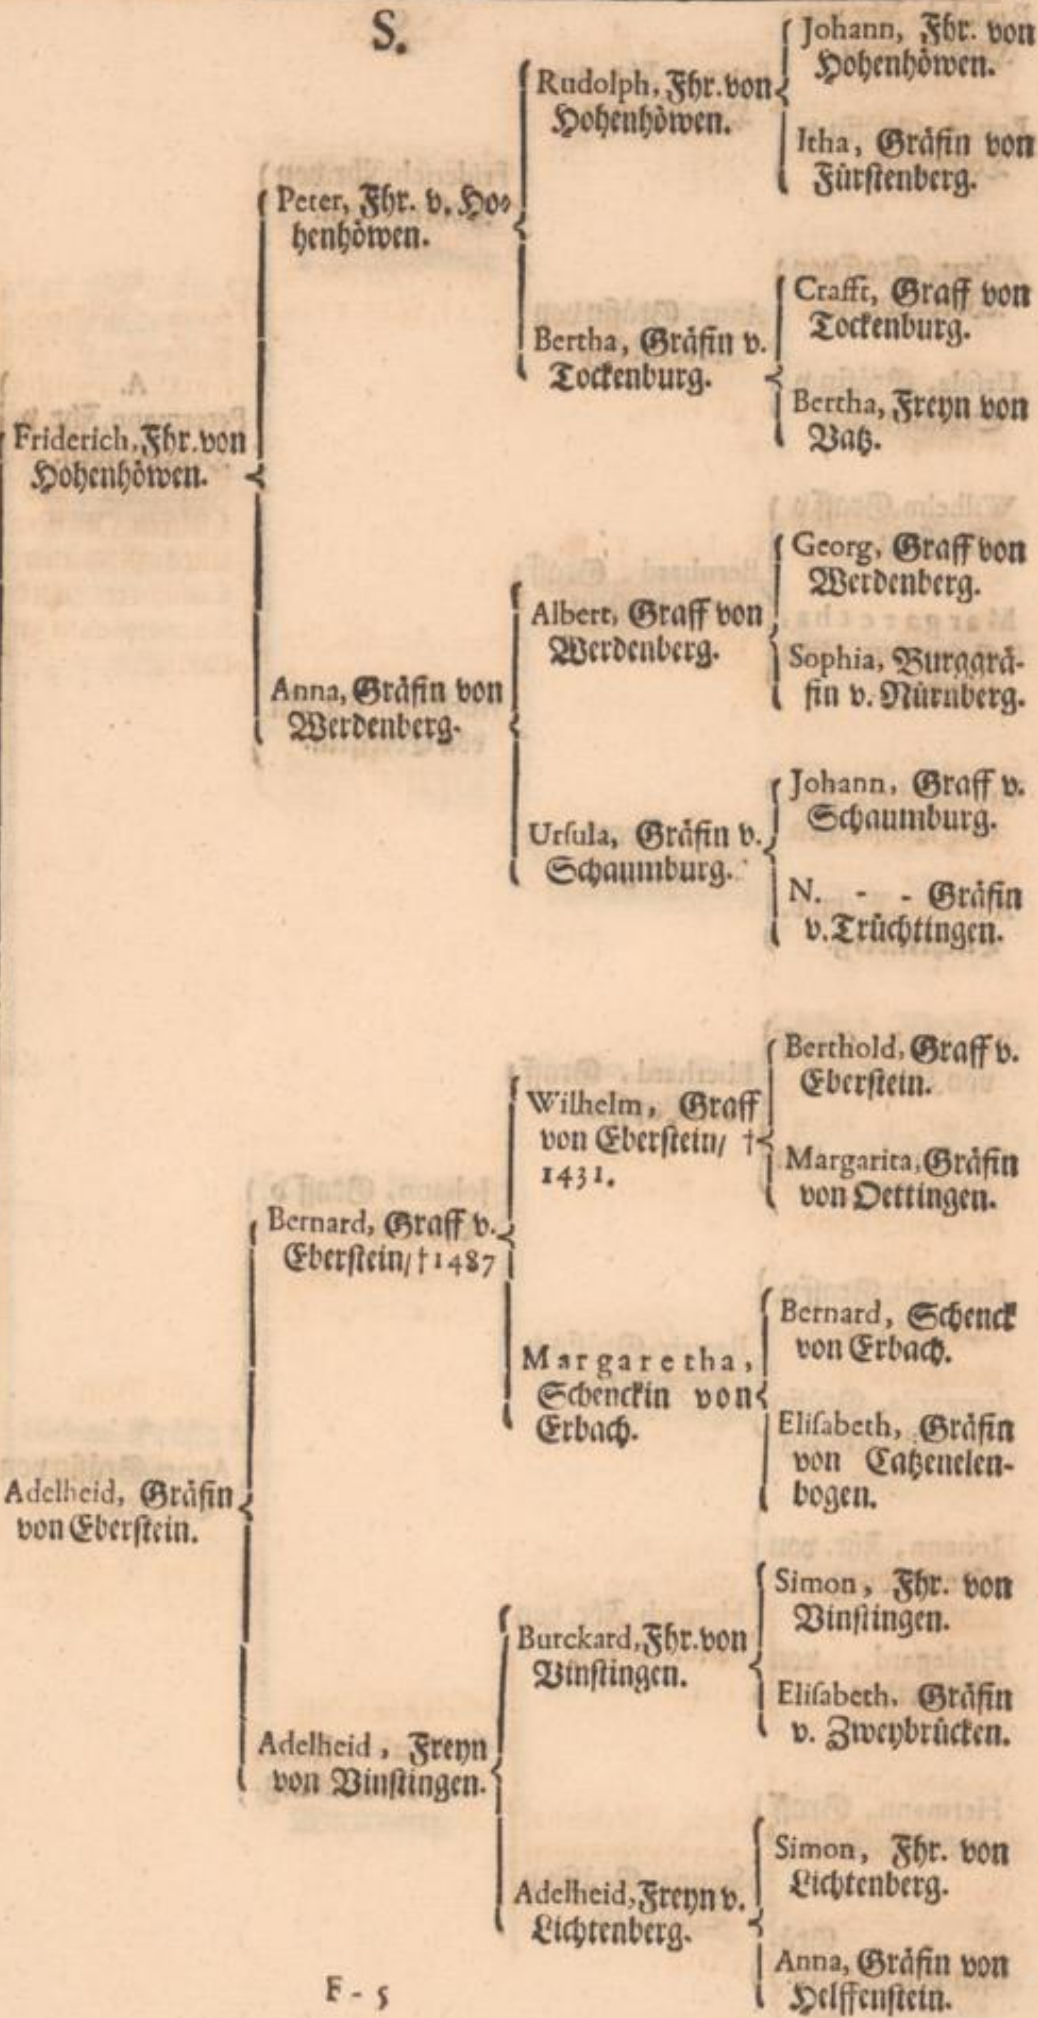 S.
Friderich, Fhr. von
Hohenhöwen.
Peter, Fhr. v. Ho⸗
henhöwen.
Rudolph, Fhr. von
Hohenhöwen.
Johann, Fhr. von
Hohenhöwen.
Itha, Gräfin von
Fürstenberg.
Bertha, Gräfin v.
Tockenburg.
Crafft, Graff von
Tockenburg.
Bertha, Freyn von
Vatz.
Anna, Gräfin von
Werdenberg.
Albert, Graff von
Werdenberg.
Georg, Graff von
Werdenberg.
Sophia, Burggrä-
fin v. Nürnberg.
Urſula, Gräfin v.
Schaumburg.
Johann, Graff v.
Schaumburg.
N. - - Gräfin
v. Trüchtingen.
Adelheid, Gräfin
von Eberstein.
Bernard, Graff v.
Eberstein/ † 1487
Wilhelm, Graff
von Eberstein/ †
1431.
Berthold, Graff v.
Eberstein.
Margarita, Gräfin
von Oettingen.
Margaretha,
Schenckin von
Erbach.
Bernard, Schenck
von Erbach.
Eliſabeth, Gräfin
von Catzenelen-
bogen.
Adelheid, Freyn
von Vinstingen.
Burckard, Fhr. von
Vinstingen.
Simon, Fhr. von
Vinstingen.
Eliſabeth. Gräfin
v. Zweybrücken.
Adelheid, Freyn v.
Lichtenberg.
Simon, Fhr. von
Lichtenberg.
Anna, Gräfin von
Helffenstein.
F - 5